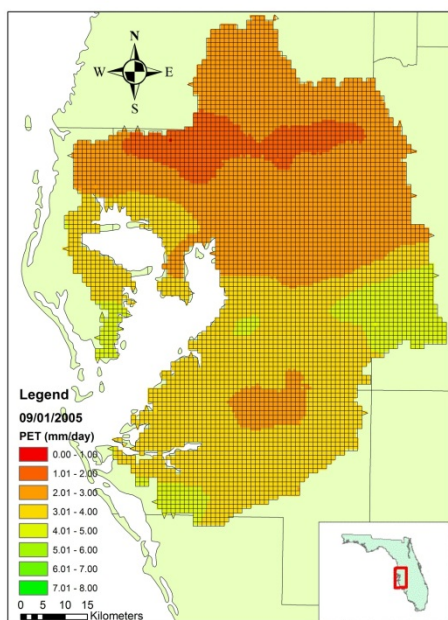 N
W E
S
Legend
09/01/2005
PET (mm/day)
0.00 - 1.00
1.01 - 2.00
2.01 - 3.00
3.01 - 4.00
4.01 - 5.00
5.01 - 6.00
6.01 - 7.00
7.01 - 8.00
0 5 10 15
Kilometers